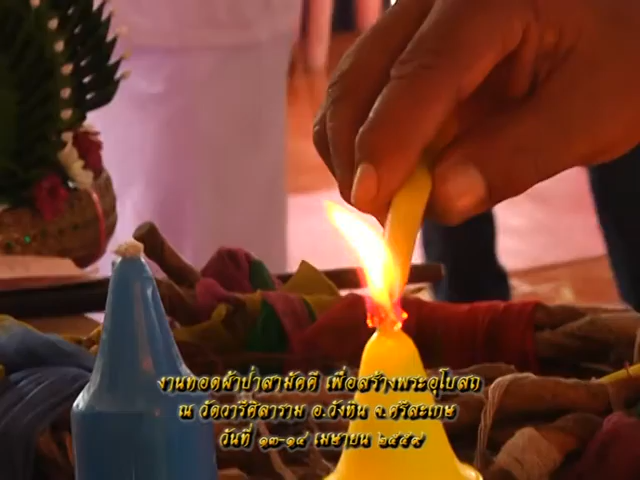 งานทอดผ้าป่าสามัคคี เพื่อสร้างพระอุโบสถ
ณ วัดวารีศิลาราม อ.วังหิน จ.ศรีสะเกษ
วันที่ ๑๓-๑๔ เมษายน ๒๕๕๙